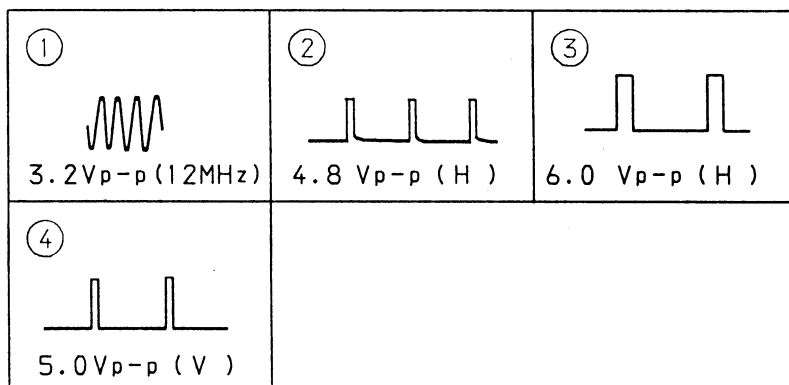 ①
3.2Vp-p(12MHz)
②
4.8 Vp-p ( H )
③
6.0 Vp-p ( H )
④
5.0Vp-p ( V )